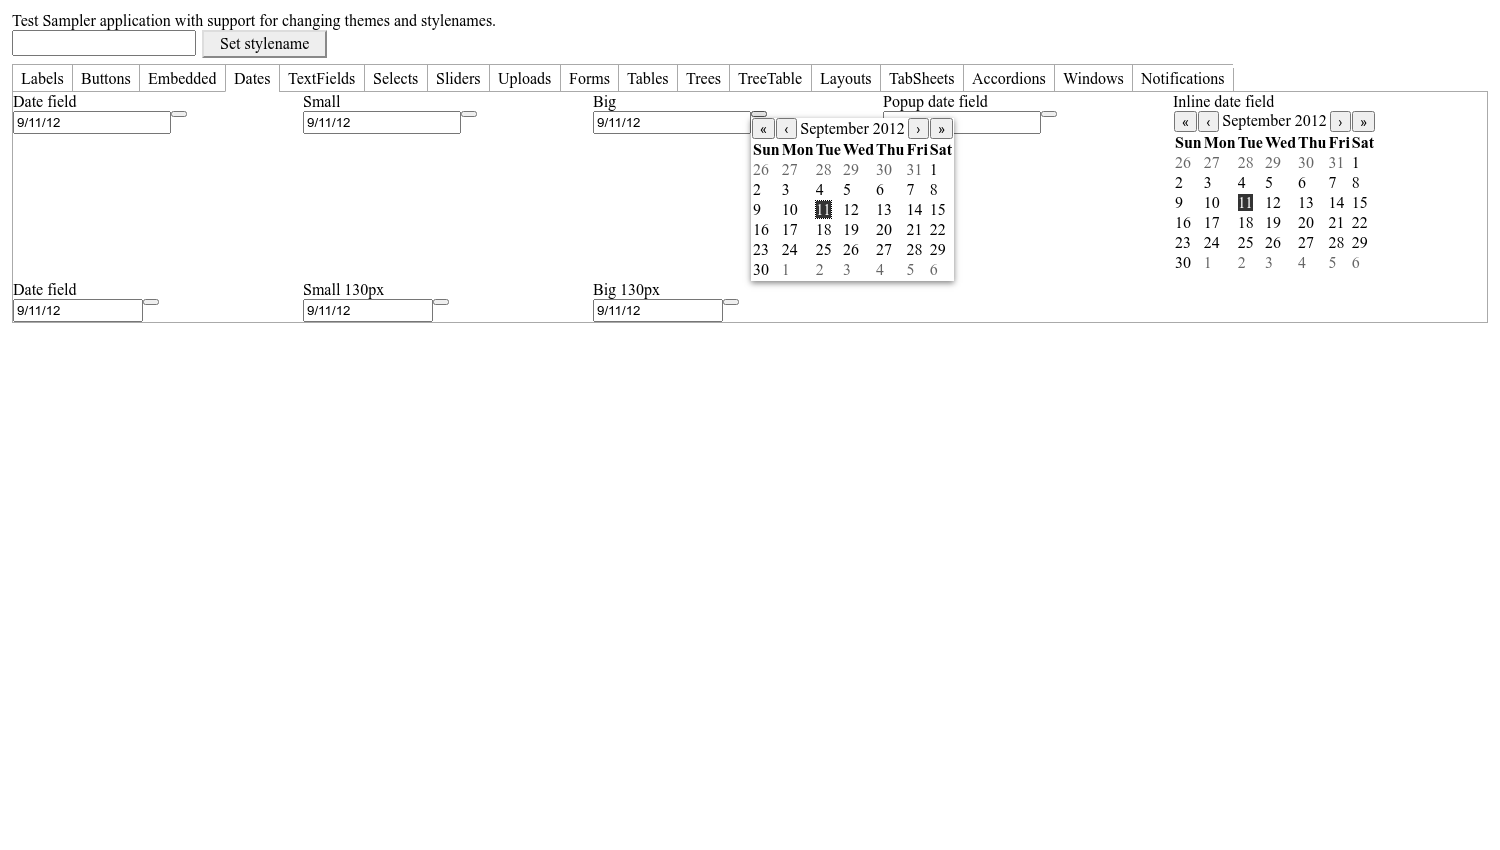 Test Sampler application with support for changing themes and stylenames.
Set stylename
Labels Buttons Embedded Dates TextFields Selects Sliders Uploads Forms Tables Trees TreeTable Layouts TabSheets Accordions Windows Notifications
Date field Small Big Popup date field Inline date field
9/11/12 9/11/12 9/11/12
« ‹ September 2012 › »
Sun Mon Tue Wed Thu Fri Sat
26 27 28 29 30 31 1
2 3 4 5 6 7 8
9 10 11 12 13 14 15
16 17 18 19 20 21 22
23 24 25 26 27 28 29
30 1 2 3 4 5 6
« ‹ September 2012 › »
Sun Mon Tue Wed Thu Fri Sat
26 27 28 29 30 31 1
2 3 4 5 6 7 8
9 10 11 12 13 14 15
16 17 18 19 20 21 22
23 24 25 26 27 28 29
30 1 2 3 4 5 6
Date field Small 130px Big 130px
9/11/12 9/11/12 9/11/12